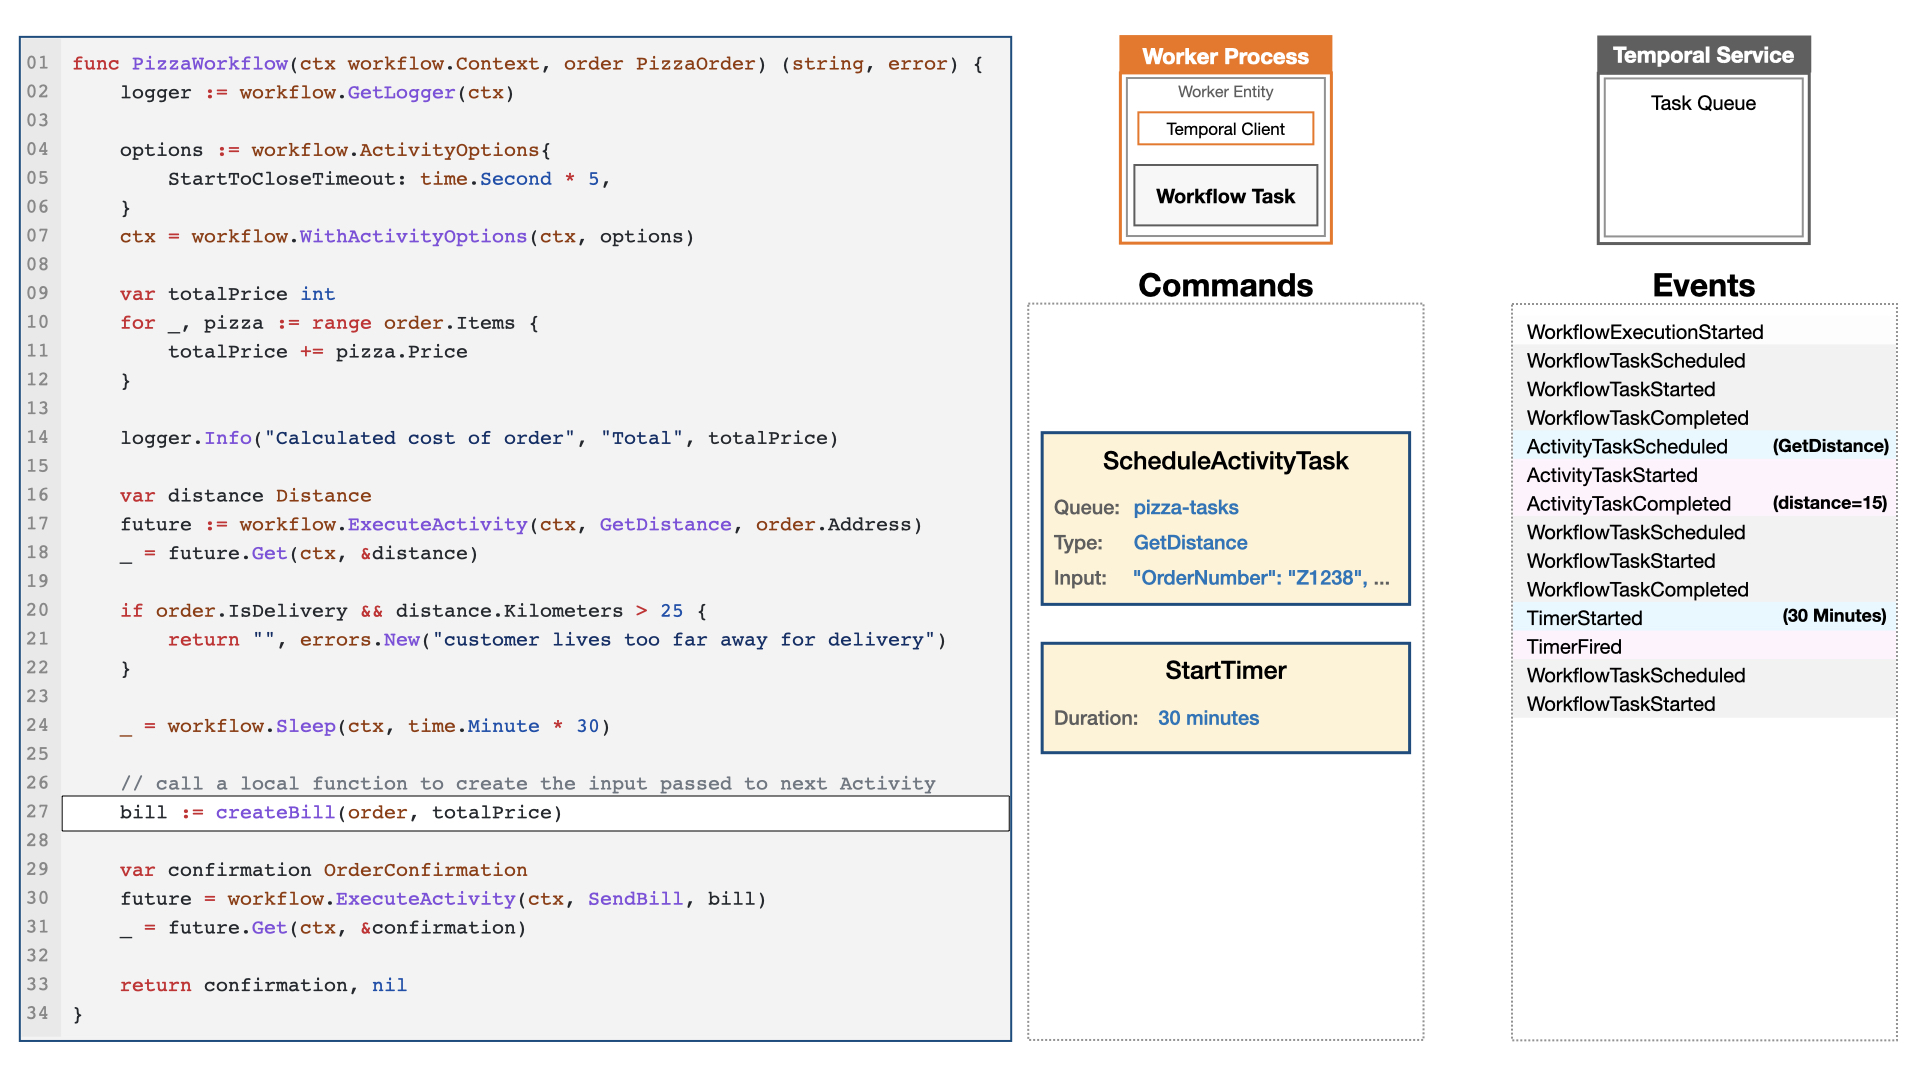 01 func PizzaWorkflow(ctx workflow.Context, order PizzaOrder) (string, error) {
02     logger := workflow.GetLogger(ctx)
03
04     options := workflow.ActivityOptions{
05         StartToCloseTimeout: time.Second * 5,
06     }
07     ctx = workflow.WithActivityOptions(ctx, options)
08
09     var totalPrice int
10     for _, pizza := range order.Items {
11         totalPrice += pizza.Price
12     }
13
14     logger.Info("Calculated cost of order", "Total", totalPrice)
15
16     var distance Distance
17     future := workflow.ExecuteActivity(ctx, GetDistance, order.Address)
18     _ = future.Get(ctx, &distance)
19
20     if order.IsDelivery && distance.Kilometers > 25 {
21         return "", errors.New("customer lives too far away for delivery")
22     }
23
24     _ = workflow.Sleep(ctx, time.Minute * 30)
25
26     // call a local function to create the input passed to next Activity
27     bill := createBill(order, totalPrice)
28
29     var confirmation OrderConfirmation
30     future = workflow.ExecuteActivity(ctx, SendBill, bill)
31     _ = future.Get(ctx, &confirmation)
32
33     return confirmation, nil
34 }
Worker Process
Worker Entity
Temporal Client
Workflow Task
Commands
ScheduleActivityTask
Queue: pizza-tasks
Type: GetDistance
Input: "OrderNumber": "Z1238", ...
StartTimer
Duration: 30 minutes
Temporal Service
Task Queue
Events
WorkflowExecutionStarted
WorkflowTaskScheduled
WorkflowTaskStarted
WorkflowTaskCompleted
ActivityTaskScheduled (GetDistance)
ActivityTaskStarted
ActivityTaskCompleted (distance=15)
WorkflowTaskScheduled
WorkflowTaskStarted
WorkflowTaskCompleted
TimerStarted (30 Minutes)
TimerFired
WorkflowTaskScheduled
WorkflowTaskStarted